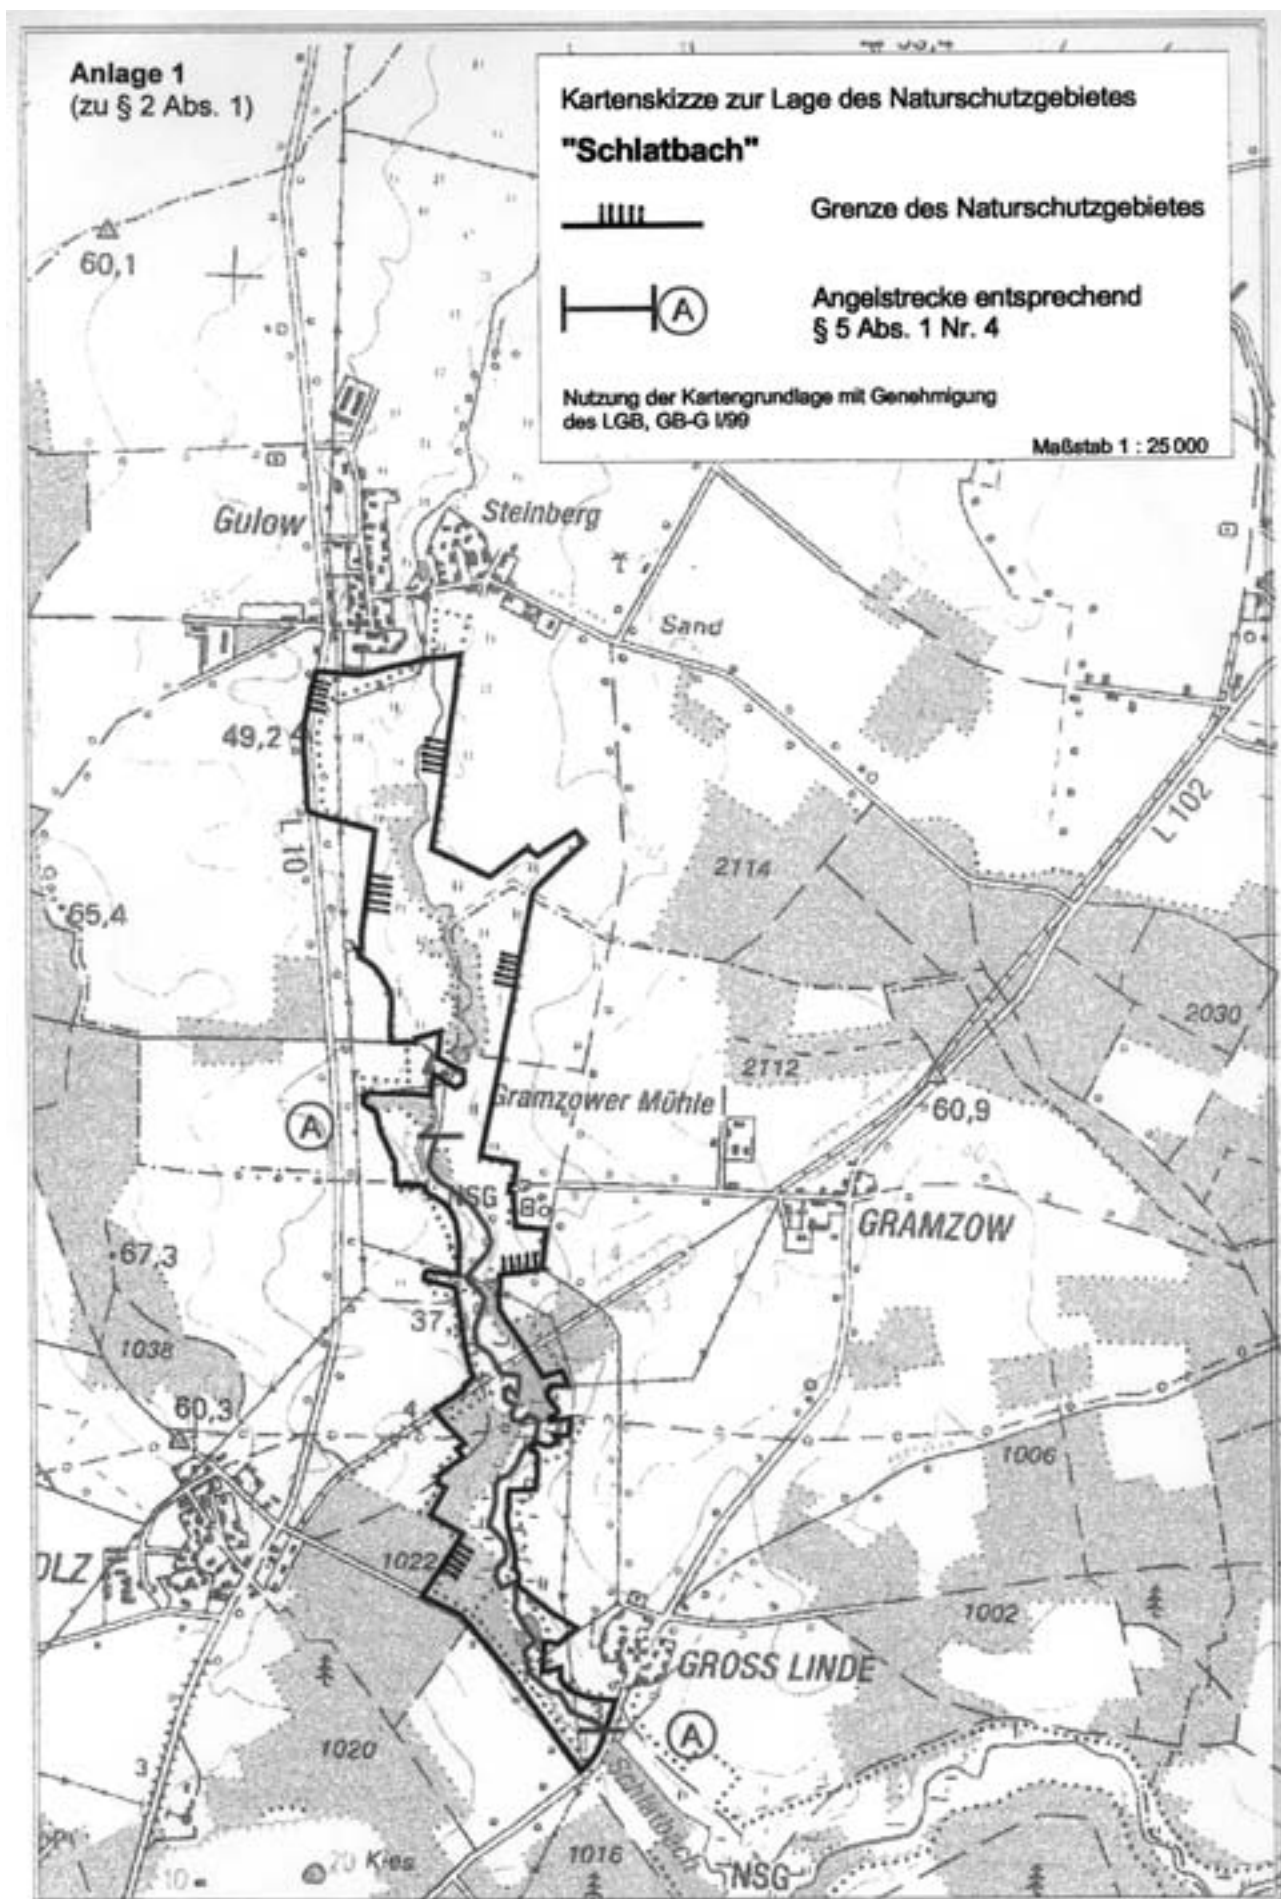 Anlage 1
(zu § 2 Abs. 1)
Kartenskizze zur Lage des Naturschutzgebietes
"Schlatbach"
Grenze des Naturschutzgebietes
A
Angelstrecke entsprechend
§ 5 Abs. 1 Nr. 4
Nutzung der Kartengrundlage mit Genehmigung
des LGB, GB-G I/99
Maßstab 1 : 25 000
60,1
Gulow
Steinberg
Sand
49,2
L 10
L 102
65,4
2114
2030
2112
Gramzower Mühle
60,9
A
NSG
GRAMZOW
67,3
37,
1038
60,3
4
1006
OLZ
1022
1002
GROSS LINDE
A
1020
3
Schlatbach
1016
NSG
20 Kies
10